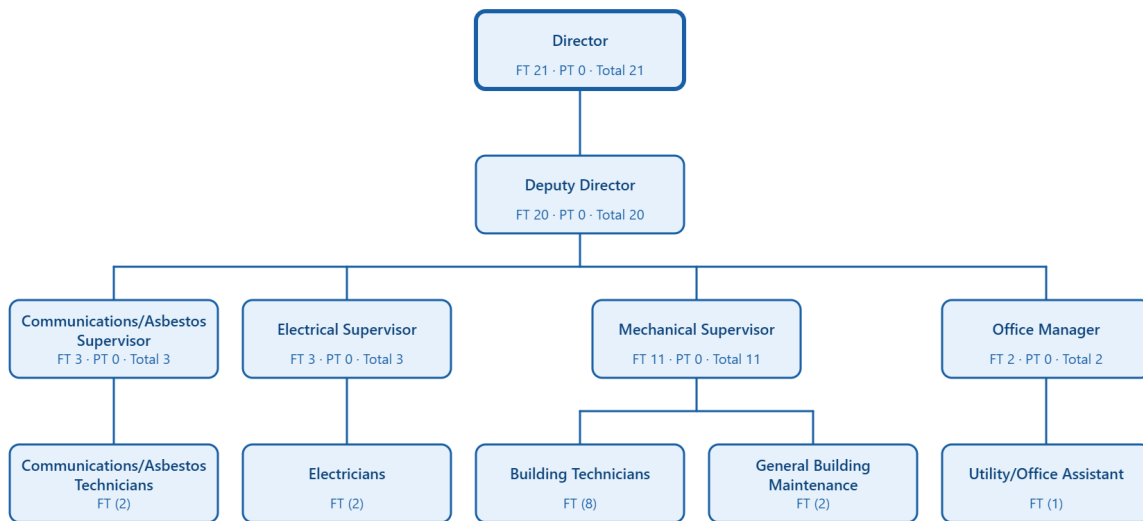 Director
FT 21 · PT 0 · Total 21
Deputy Director
FT 20 · PT 0 · Total 20
Communications/Asbestos
Supervisor
FT 3 · PT 0 · Total 3
Electrical Supervisor
FT 3 · PT 0 · Total 3
Mechanical Supervisor
FT 11 · PT 0 · Total 11
Office Manager
FT 2 · PT 0 · Total 2
Communications/Asbestos
Technicians
FT (2)
Electricians
FT (2)
Building Technicians
FT (8)
General Building
Maintenance
FT (2)
Utility/Office Assistant
FT (1)